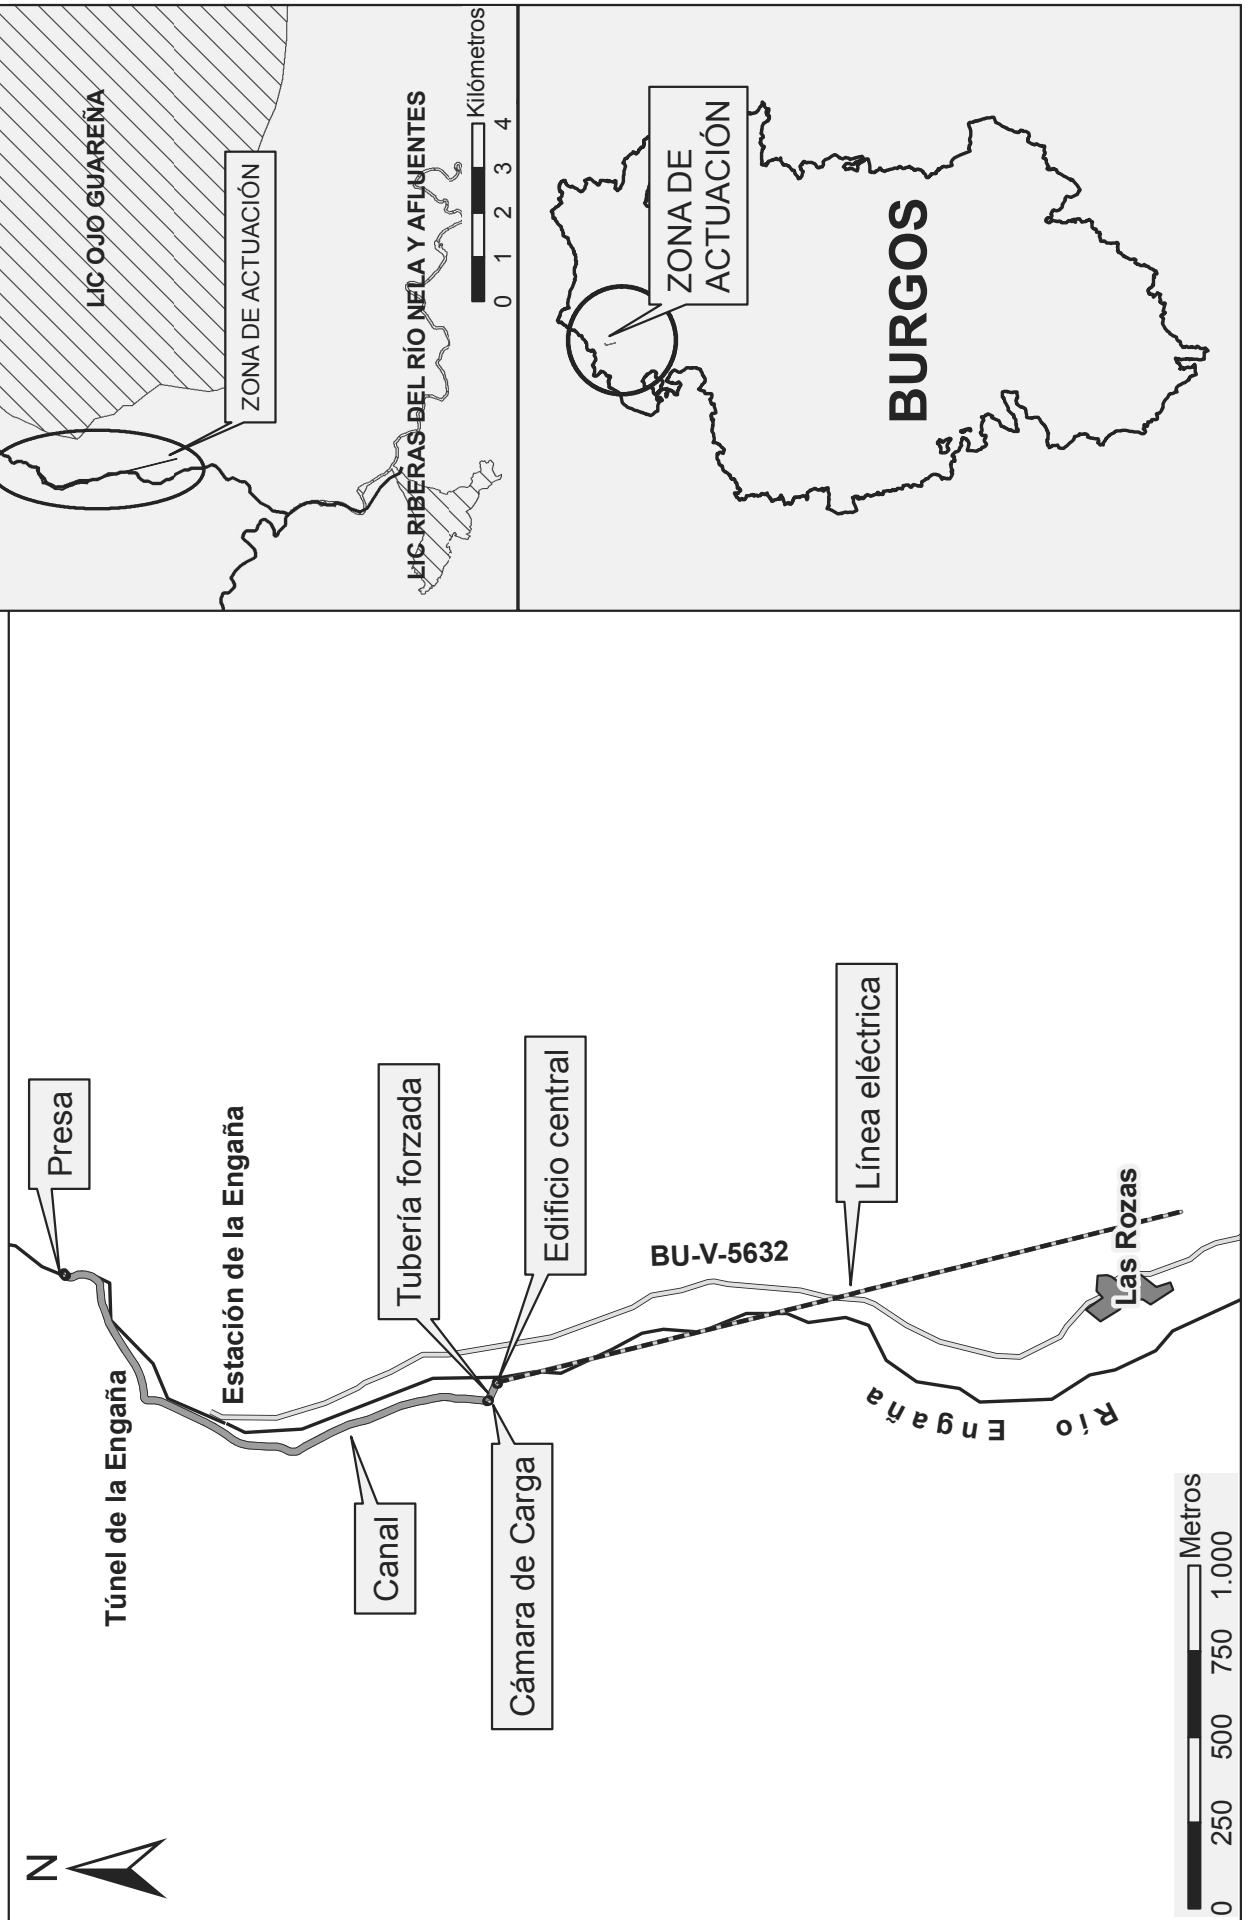 N
Presa
Túnel de la Engaña
Estación de la Engaña
Canal
Tubería forzada
Cámara de Carga
Edificio central
BU-V-5632
Línea eléctrica
Río Engaña
Las Rozas
Metros
0 250 500 750 1.000
LIC OJO GUAREÑA
ZONA DE ACTUACIÓN
LIC RIBERAS DEL RÍO NELA Y AFLUENTES
Kilómetros
0 1 2 3 4
ZONA DE
ACTUACIÓN
BURGOS